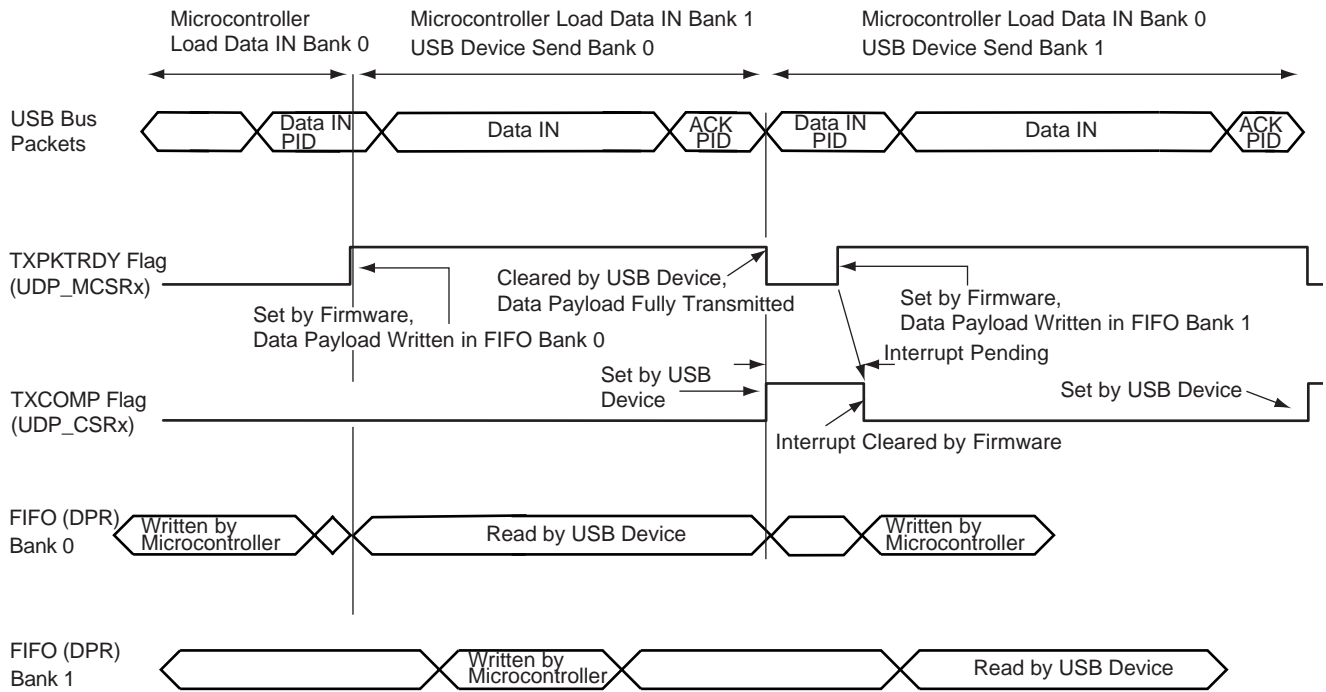 Microcontroller
Load Data IN Bank 0
Microcontroller Load Data IN Bank 1
USB Device Send Bank 0
Microcontroller Load Data IN Bank 0
USB Device Send Bank 1
USB Bus
Packets
Data IN
PID
Data IN
ACK
PID
Data IN
PID
Data IN
ACK
PID
TXPKTRDY Flag
(UDP_MCSRx)
Set by Firmware,
Data Payload Written in FIFO Bank 0
Cleared by USB Device,
Data Payload Fully Transmitted
Set by Firmware,
Data Payload Written in FIFO Bank 1
Interrupt Pending
TXCOMP Flag
(UDP_CSRx)
Set by USB
Device
Set by USB Device
Interrupt Cleared by Firmware
FIFO (DPR)
Bank 0
Written by
Microcontroller
Read by USB Device
Written by
Microcontroller
FIFO (DPR)
Bank 1
Written by
Microcontroller
Read by USB Device